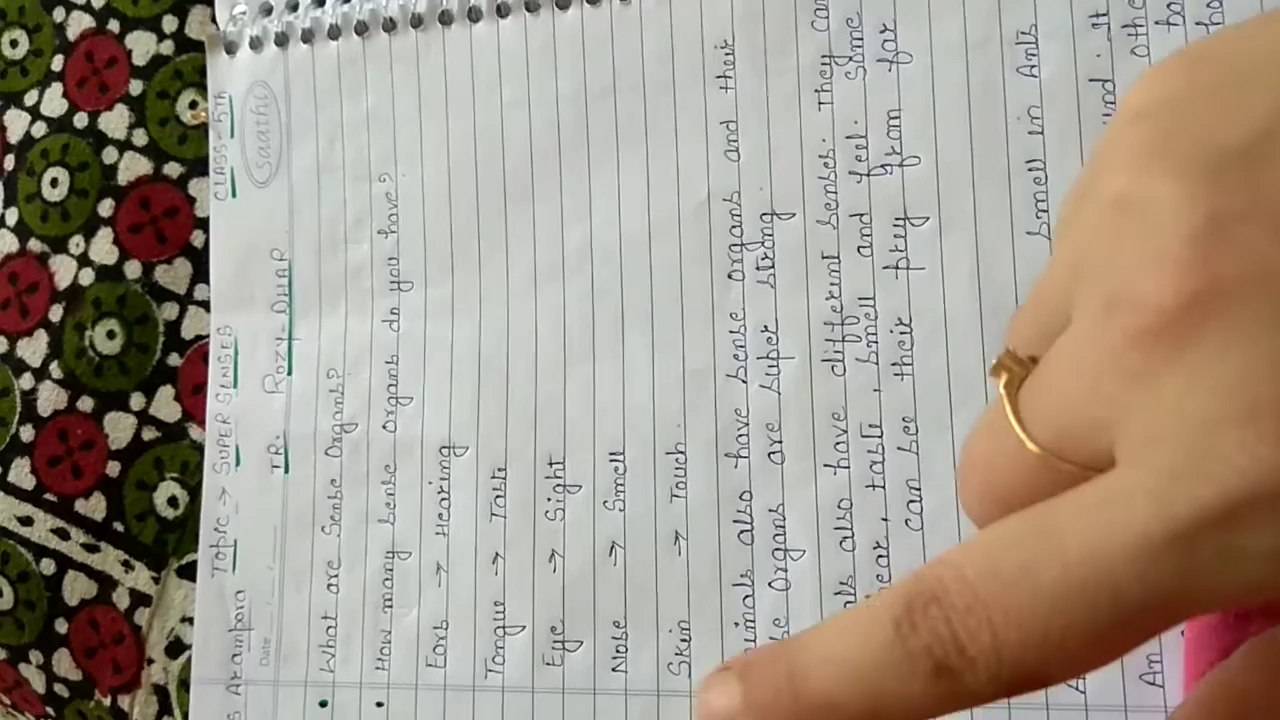 Azampora Topic -> SUPER SENSES CLASS - 5TH
Date TR. ROZY - DHAR saathi
• What are Sense Organs?
• How many sense organs do you have?
Ears → Hearing
Tongue → Taste
Eye → Sight
Nose → Smell
Skin → Touch.
also have sense organs and their
organs are super strong.
also have different senses. They
taste, smell and feel. Some
can see their prey from far
smell in Ants
It
An